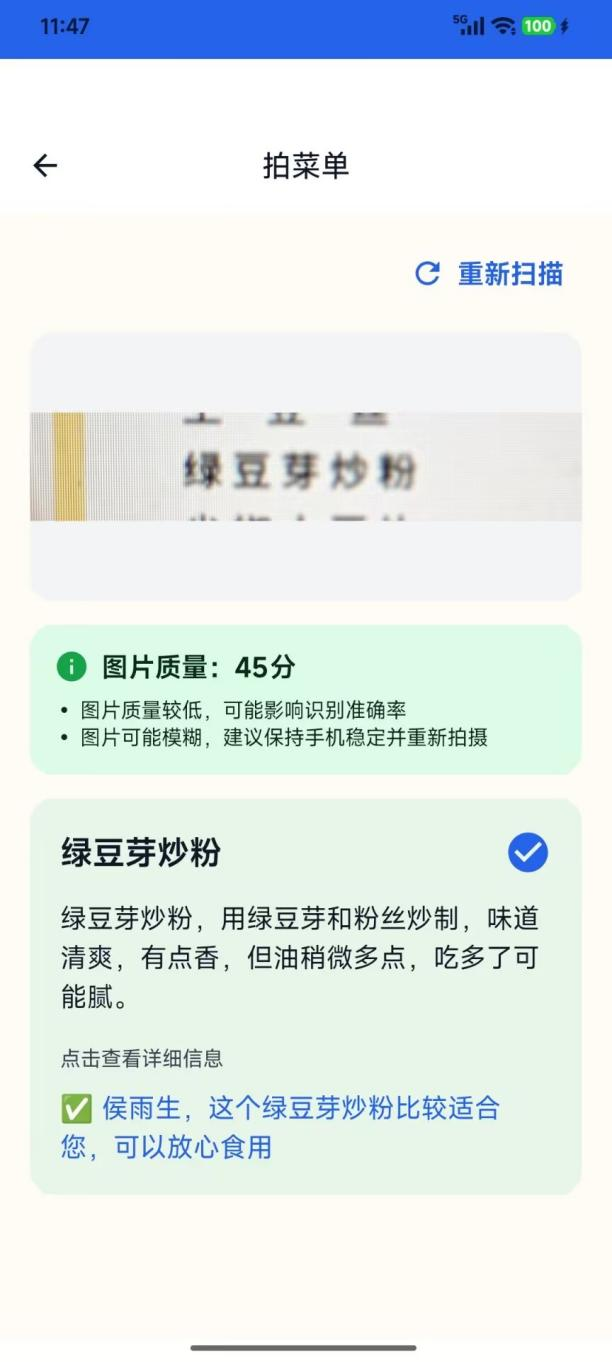 11:47
5G
100
拍菜单
重新扫描
绿豆芽炒粉
图片质量：45分
• 图片质量较低，可能影响识别准确率
• 图片可能模糊，建议保持手机稳定并重新拍摄
绿豆芽炒粉
绿豆芽炒粉，用绿豆芽和粉丝炒制，味道
清爽，有点香，但油稍微多点，吃多了可
能腻。
点击查看详细信息
✅ 侯雨生，这个绿豆芽炒粉比较适合
您，可以放心食用